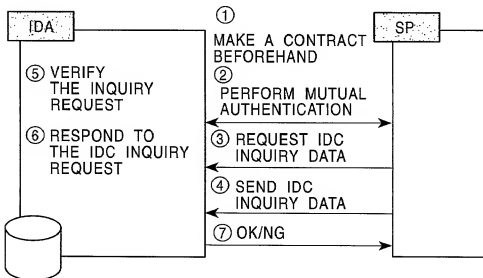 IDA
SP
① MAKE A CONTRACT
BEFOREHAND
② PERFORM MUTUAL
AUTHENTICATION
③ REQUEST IDC
INQUIRY DATA
④ SEND IDC
INQUIRY DATA
⑤ VERIFY
THE INQUIRY
REQUEST
⑥ RESPOND TO
THE IDC INQUIRY
REQUEST
⑦ OK/NG